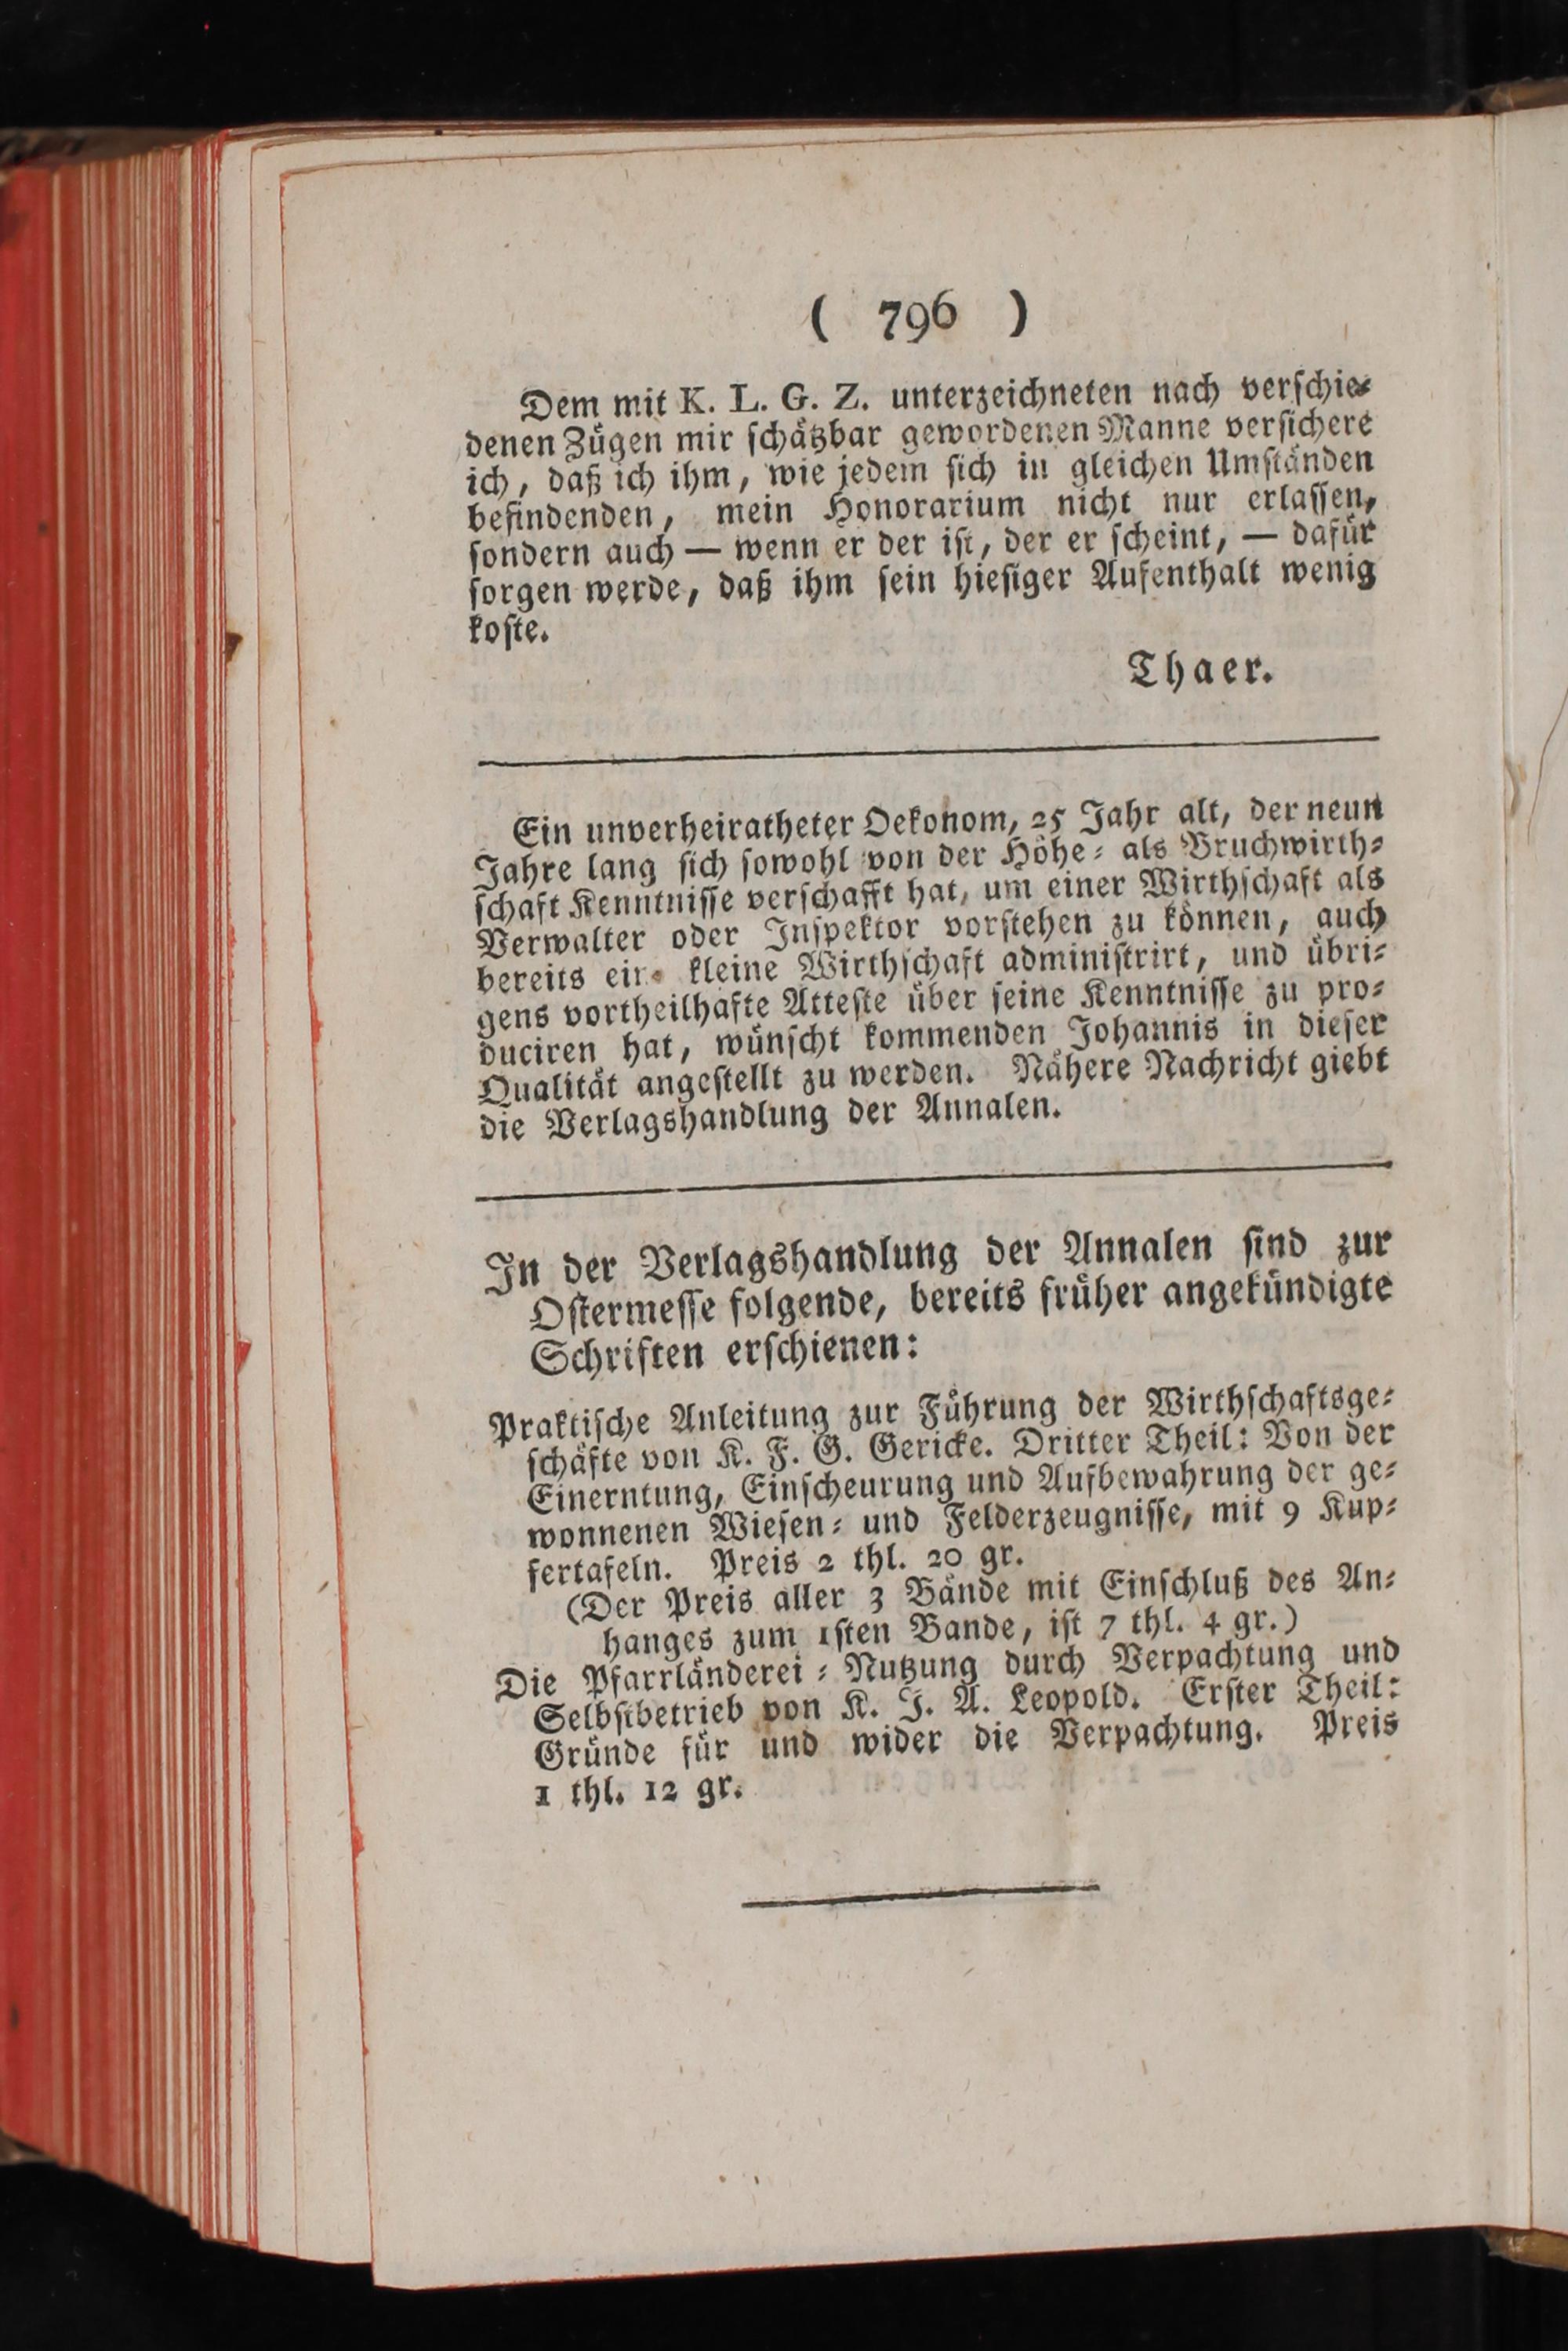 ( 796 )
Dem mit K. L. G. Z. unterzeichneten nach verschie⸗
denen Zügen mir schätzbar gewordenen Manne versichere
ich, daß ich ihm, wie jedem sich in gleichen Umständen
befindenden, mein Honorarium nicht nur erlassen,
sondern auch — wenn er der ist, der er scheint, — dafür
sorgen werde, daß ihm sein hiesiger Aufenthalt wenig
koste.
Thaer.
Ein unverheiratheter Oekonom, 25 Jahr alt, der neun
Jahre lang sich sowohl von der Höhe⸗ als Bruchwirth⸗
schaft Kenntnisse verschafft hat, um einer Wirthschaft als
Verwalter oder Inspektor vorstehen zu können, auch
bereits eine kleine Wirthschaft administrirt, und übri⸗
gens vortheilhafte Atteste über seine Kenntnisse zu pro⸗
duciren hat, wünscht kommenden Johannis in dieser
Qualität angestellt zu werden. Nähere Nachricht giebt
die Verlagshandlung der Annalen.
In der Verlagshandlung der Annalen sind zur
Ostermesse folgende, bereits früher angekündigte
Schriften erschienen:
Praktische Anleitung zur Führung der Wirthschaftsge⸗
schäfte von K. F. G. Gericke. Dritter Theil: Von der
Einerntung, Einscheurung und Aufbewahrung der ge⸗
wonnenen Wiesen⸗ und Felderzeugnisse, mit 9 Kup⸗
fertafeln. Preis 2 thl. 20 gr.
(Der Preis aller 3 Bände mit Einschluß des An⸗
hanges zum 1sten Bande, ist 7 thl. 4 gr.)
Die Pfarrländerei⸗Nutzung durch Verpachtung und
Selbstbetrieb von K. J. A. Leopold. Erster Theil:
Gründe für und wider die Verpachtung. Preis
1 thl. 12 gr.